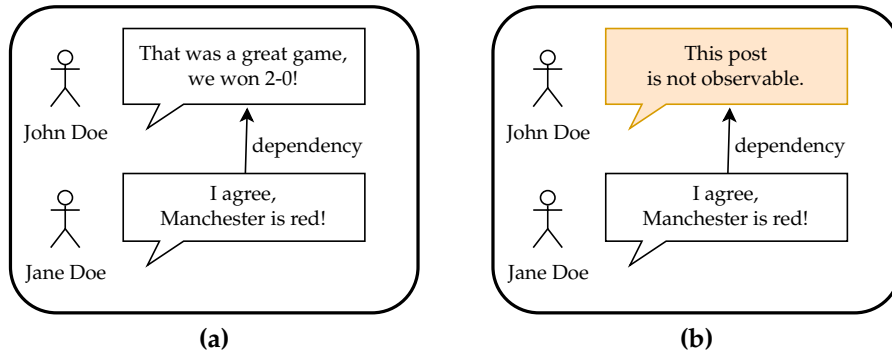 That was a great game,
we won 2-0!
John Doe
dependency
I agree,
Manchester is red!
Jane Doe
(a)
This post
is not observable.
John Doe
dependency
I agree,
Manchester is red!
Jane Doe
(b)